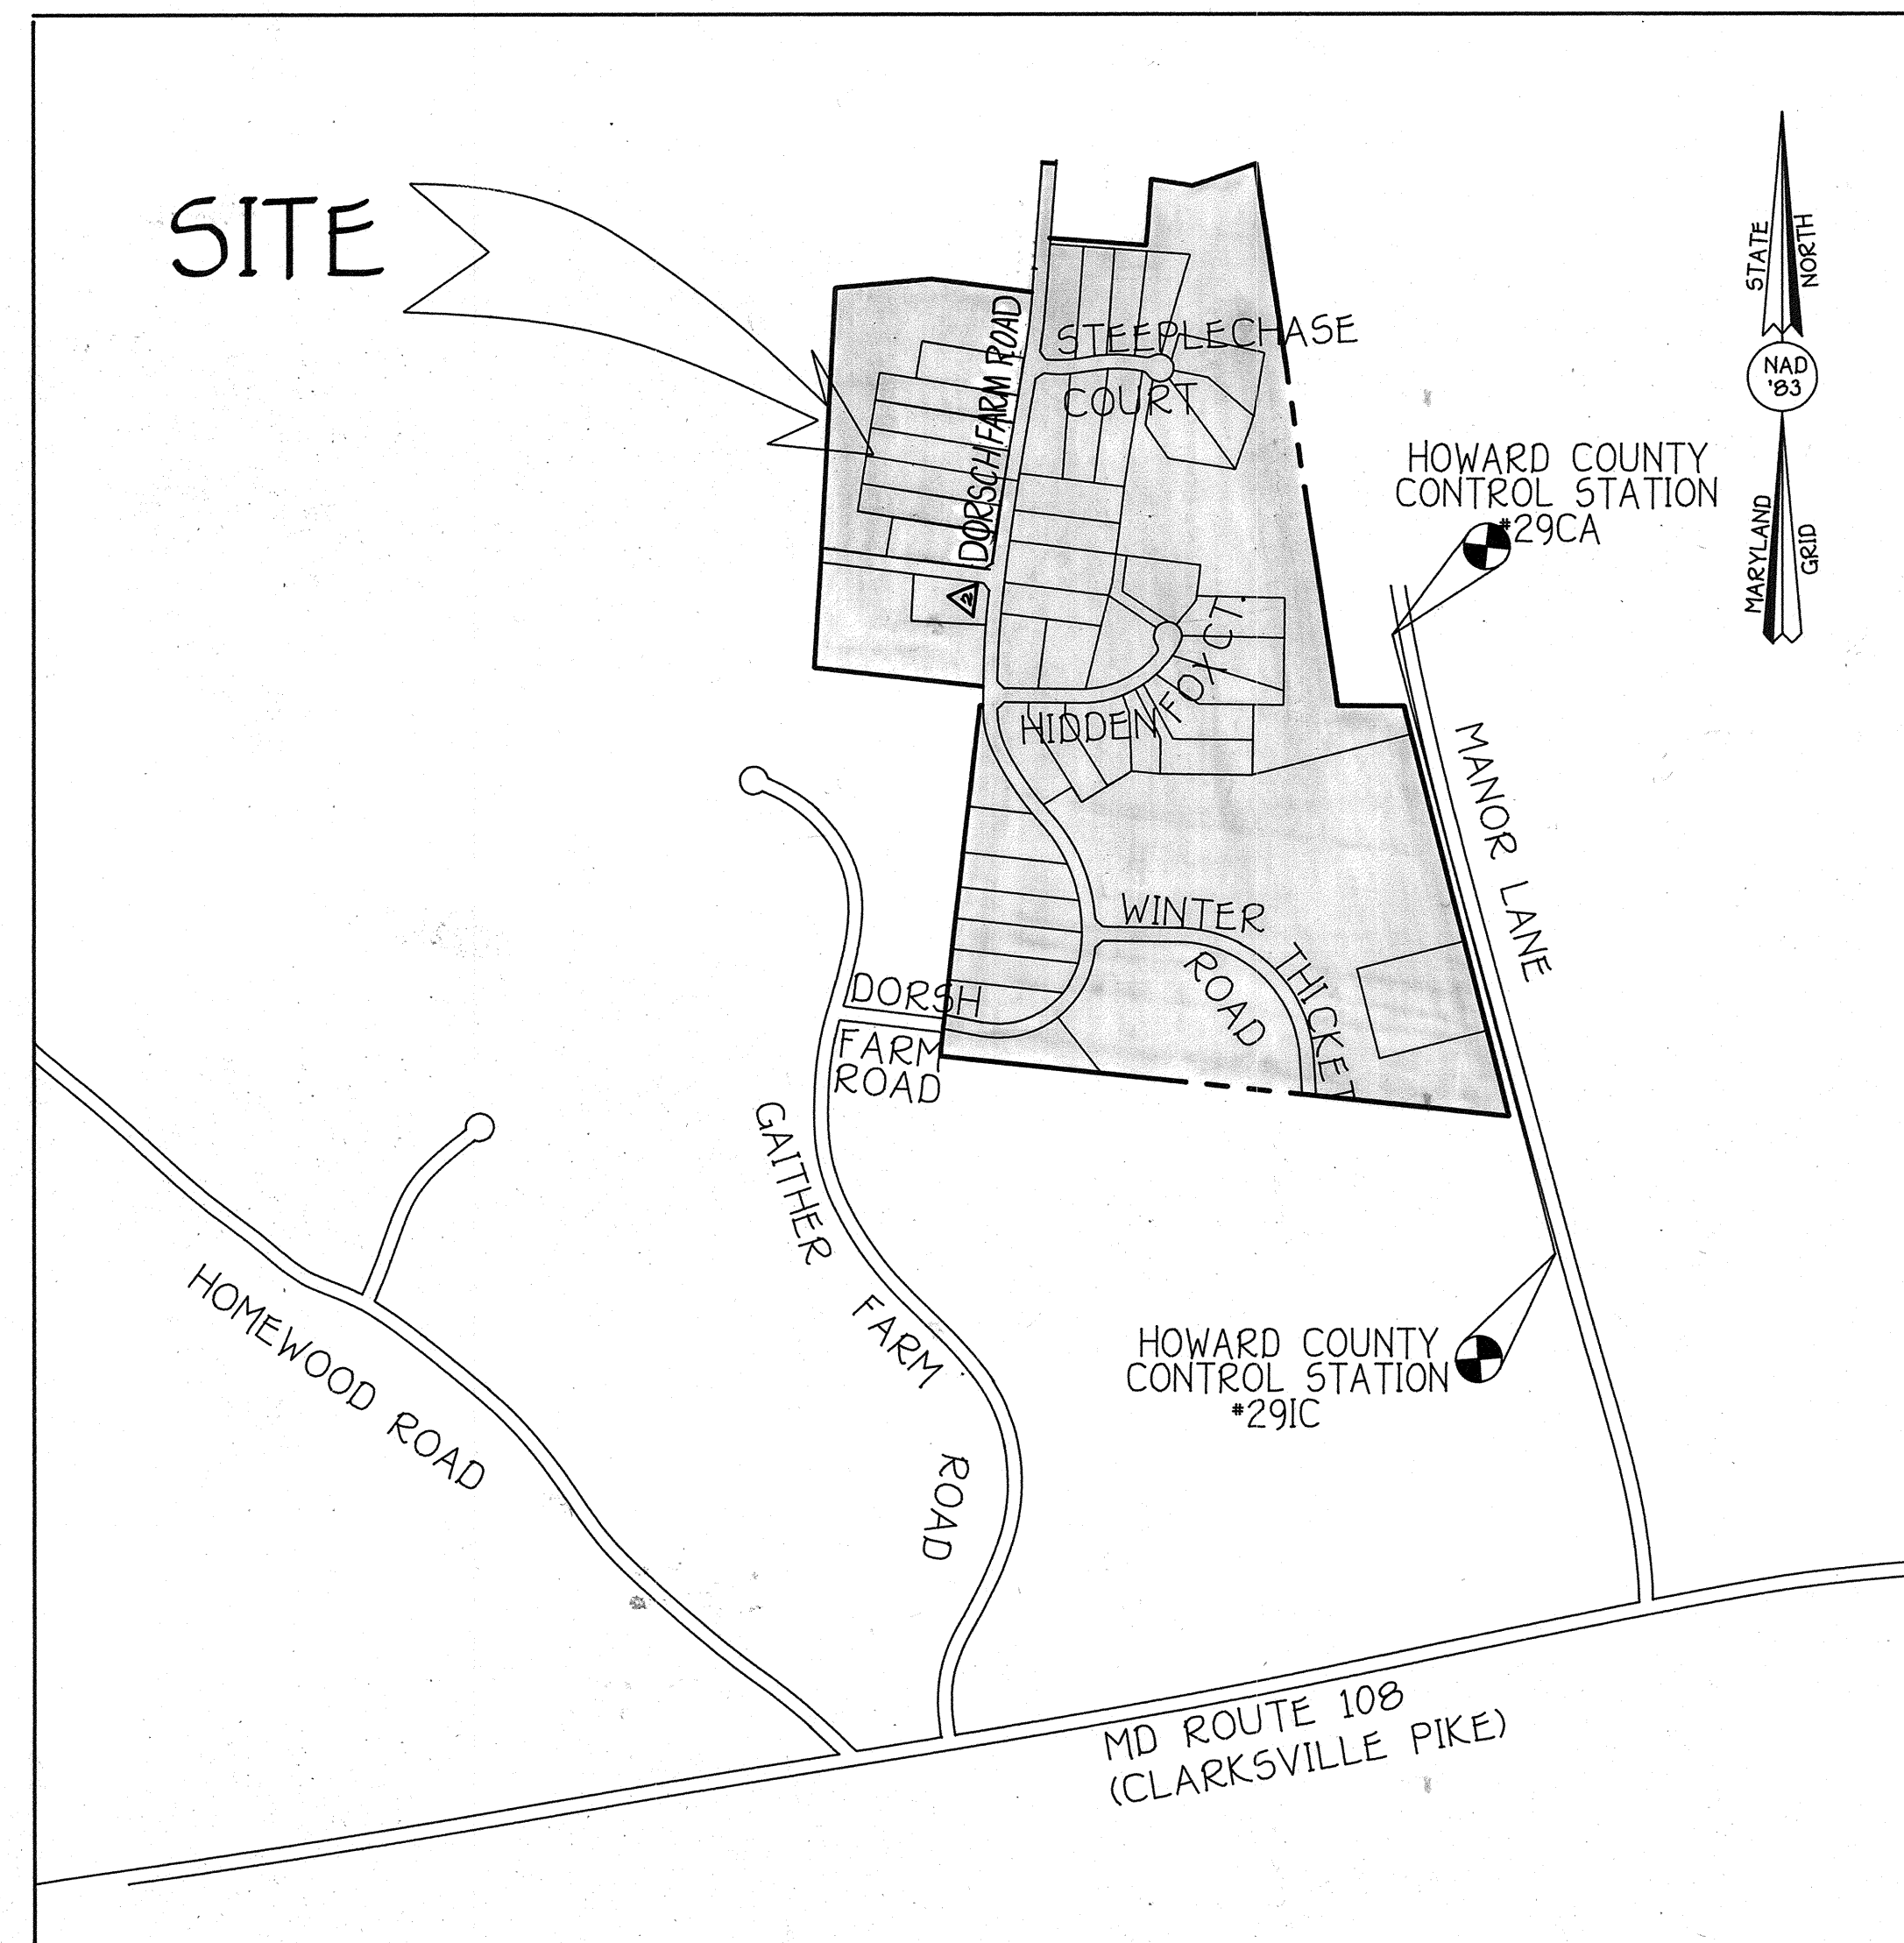 SITE
STATE
NORTH
NAD
'83
MARYLAND
GRID
STEEPLECHASE
COURT
DORSCH FARM ROAD
2
HOWARD COUNTY
CONTROL STATION
#29CA
HIDDEN
FOX CT.
MANOR LANE
WINTER
THICKET
ROAD
DORSH
FARM
ROAD
GAITHER
FARM
ROAD
HOMEWOOD ROAD
HOWARD COUNTY
CONTROL STATION
#29IC
MD ROUTE 108
(CLARKSVILLE PIKE)